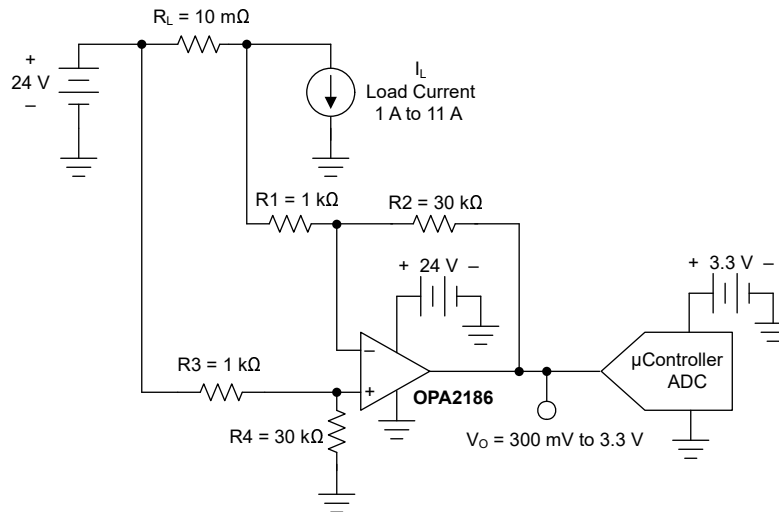 R_L = 10 mΩ
+
24 V
–
I_L
Load Current
1 A to 11 A
R1 = 1 kΩ
R2 = 30 kΩ
+ 24 V –
+ 3.3 V –
R3 = 1 kΩ
–
+
OPA2186
µController
ADC
R4 = 30 kΩ
V_O = 300 mV to 3.3 V